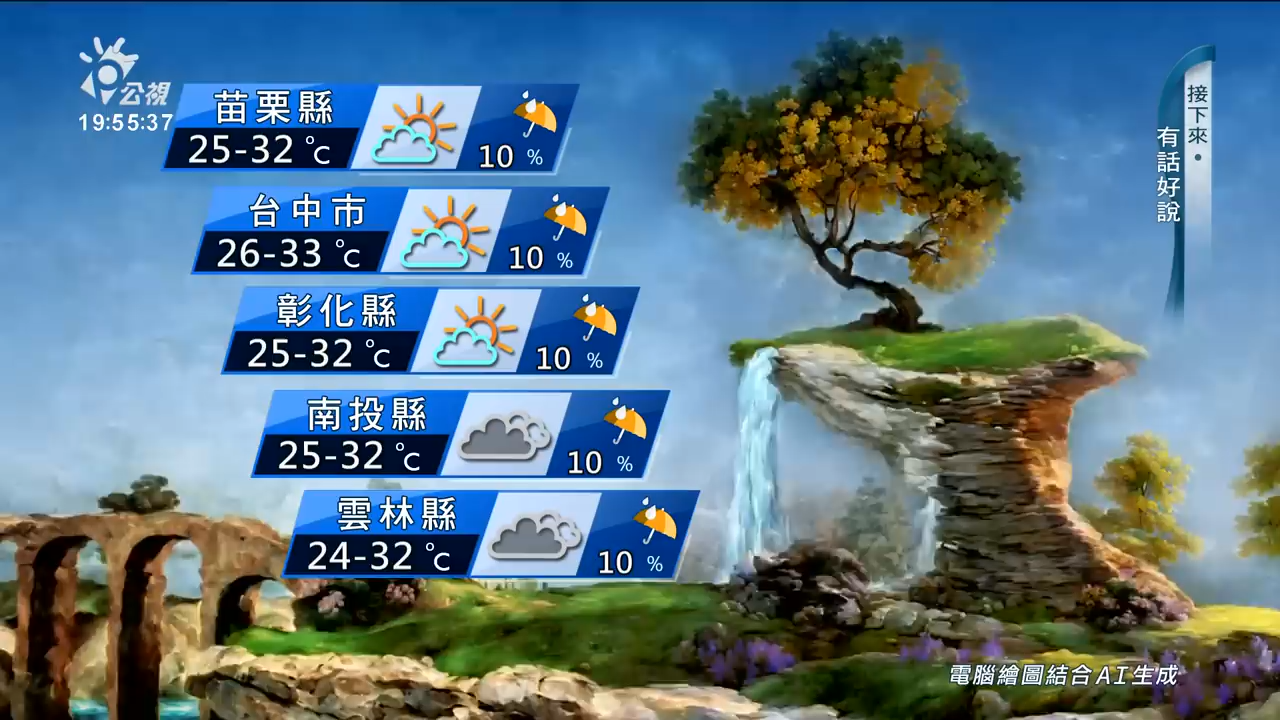 公視
19:55:37
苗栗縣
25-32 ℃
10 %
台中市
26-33 ℃
10 %
彰化縣
25-32 ℃
10 %
南投縣
25-32 ℃
10 %
雲林縣
24-32 ℃
10 %
接下來•
有話好說
電腦繪圖結合AI生成